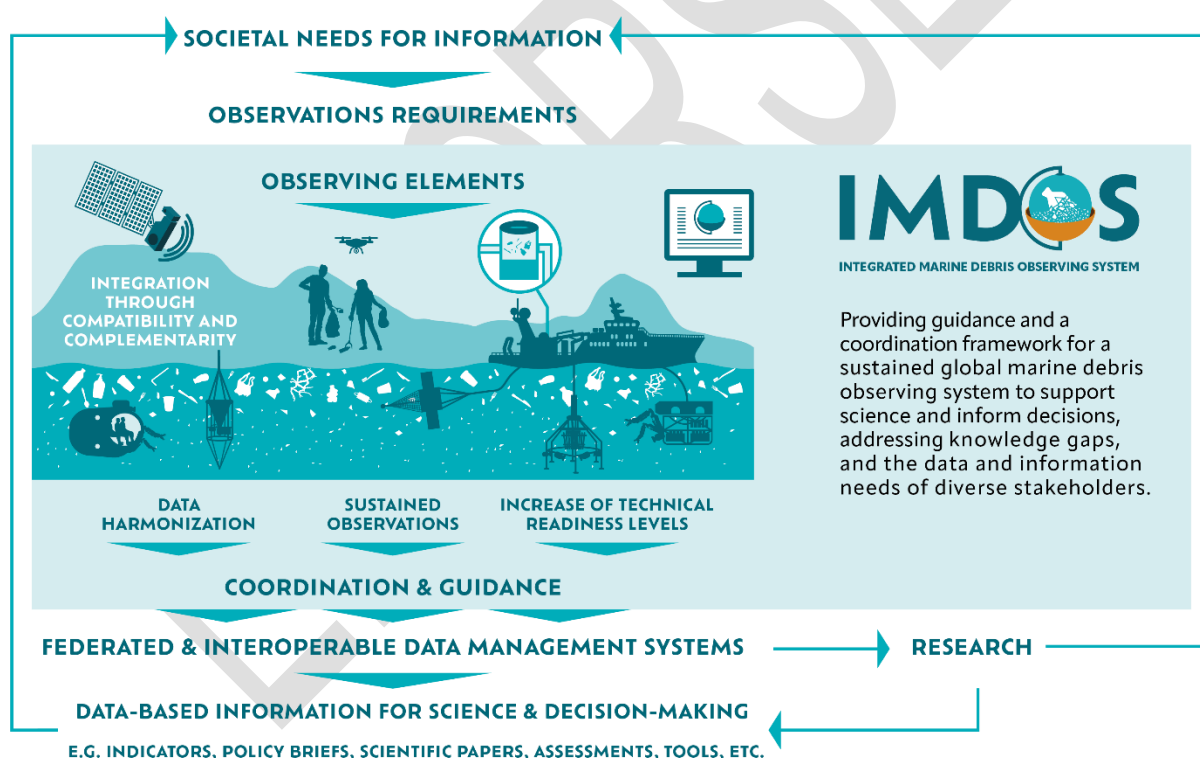 SOCIETAL NEEDS FOR INFORMATION
OBSERVATIONS REQUIREMENTS
OBSERVING ELEMENTS
INTEGRATION
THROUGH
COMPATIBILITY AND
COMPLEMENTARITY
IMDOS
INTEGRATED MARINE DEBRIS OBSERVING SYSTEM
Providing guidance and a
coordination framework for a
sustained global marine debris
observing system to support
science and inform decisions,
addressing knowledge gaps,
and the data and information
needs of diverse stakeholders.
DATA
HARMONIZATION
SUSTAINED
OBSERVATIONS
INCREASE OF TECHNICAL
READINESS LEVELS
COORDINATION & GUIDANCE
FEDERATED & INTEROPERABLE DATA MANAGEMENT SYSTEMS
RESEARCH
DATA-BASED INFORMATION FOR SCIENCE & DECISION-MAKING
E.G. INDICATORS, POLICY BRIEFS, SCIENTIFIC PAPERS, ASSESSMENTS, TOOLS, ETC.